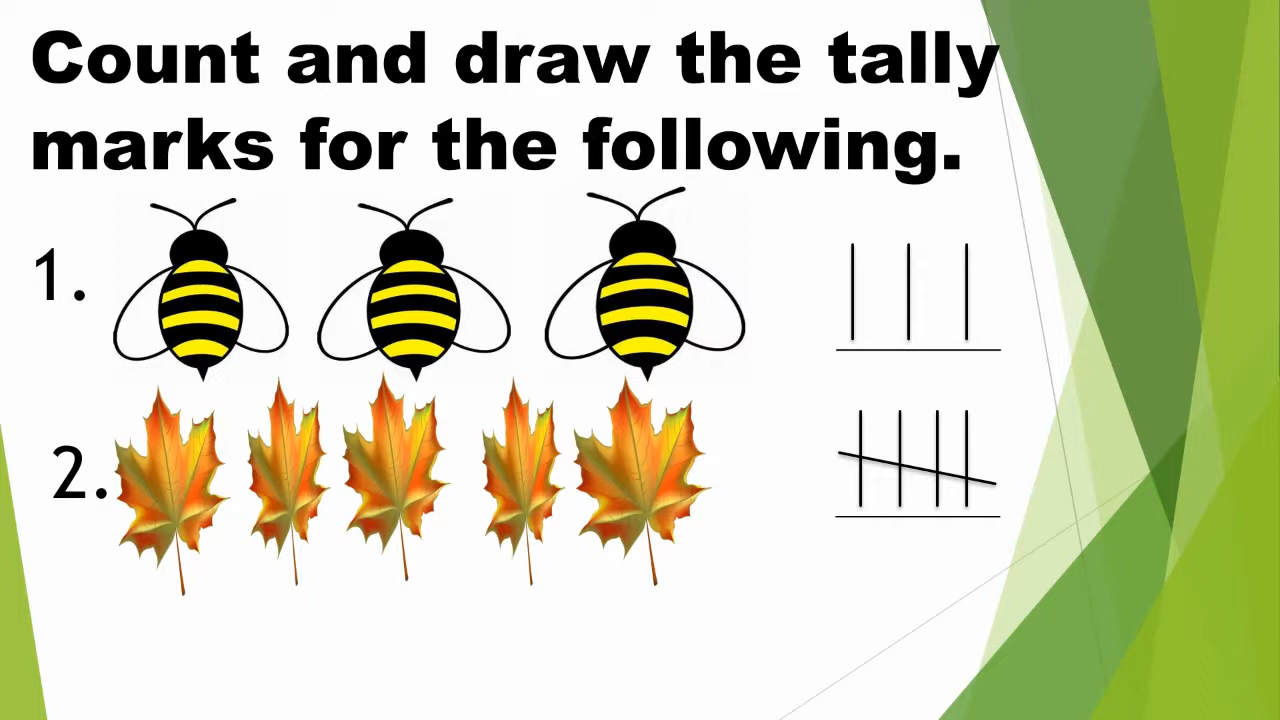 Count and draw the tally
marks for the following.
1.
2.